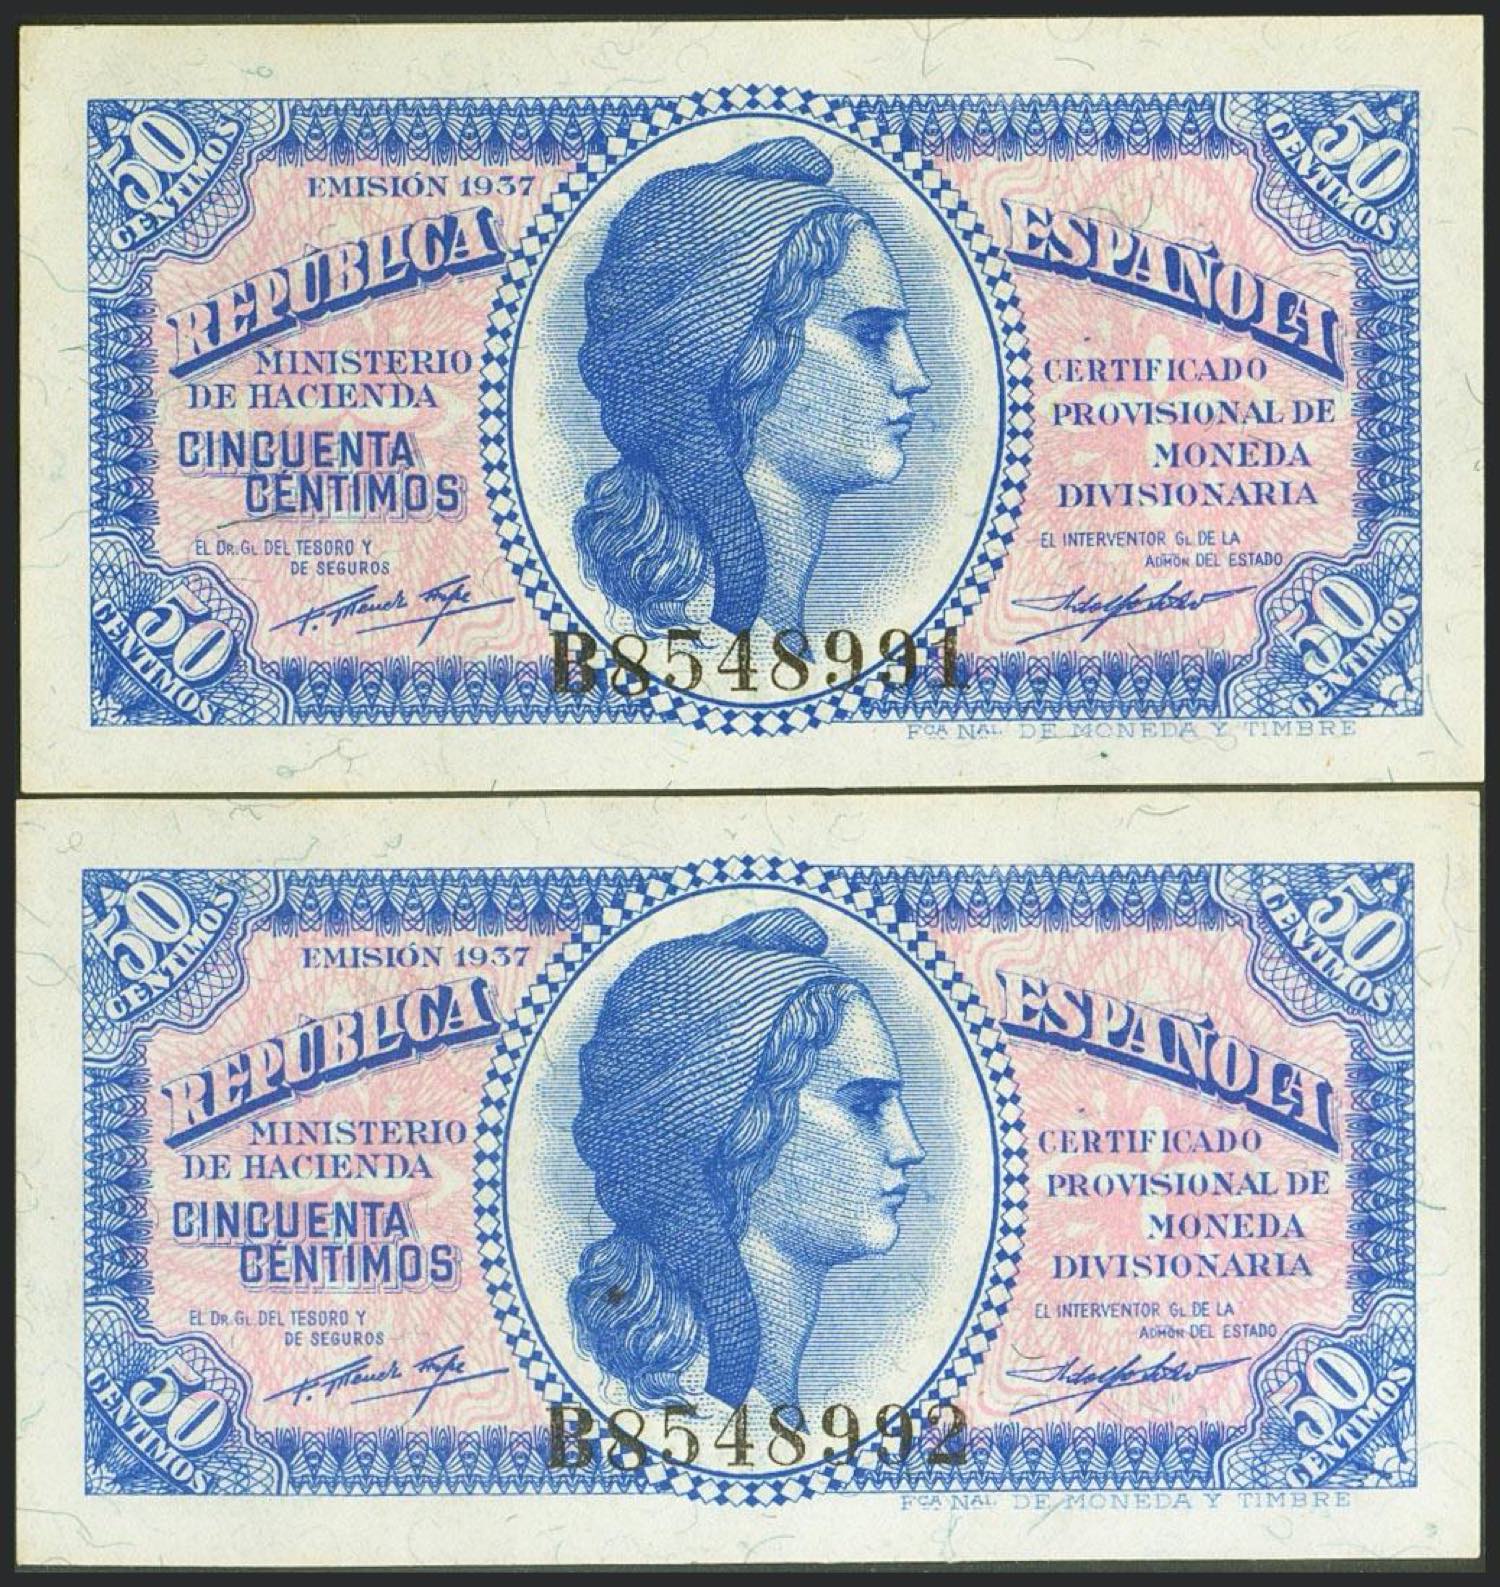 50 CENTIMOS
50 CENTIMOS
EMISIÓN 1937
REPÚBLICA
ESPAÑOLA
MINISTERIO
DE HACIENDA
CINCUENTA
CÉNTIMOS
EL DR. GL DEL TESORO Y
DE SEGUROS
CERTIFICADO
PROVISIONAL DE
MONEDA
DIVISIONARIA
EL INTERVENTOR GL DE LA
ADMÓN DEL ESTADO
50 CENTIMOS
B8548991
50 CENTIMOS
FCA NAL DE MONEDA Y TIMBRE
50 CENTIMOS
50 CENTIMOS
EMISIÓN 1937
REPÚBLICA
ESPAÑOLA
MINISTERIO
DE HACIENDA
CINCUENTA
CÉNTIMOS
EL DR. GL DEL TESORO Y
DE SEGUROS
CERTIFICADO
PROVISIONAL DE
MONEDA
DIVISIONARIA
EL INTERVENTOR GL DE LA
ADMÓN DEL ESTADO
50 CENTIMOS
B8548992
50 CENTIMOS
FCA NAL DE MONEDA Y TIMBRE